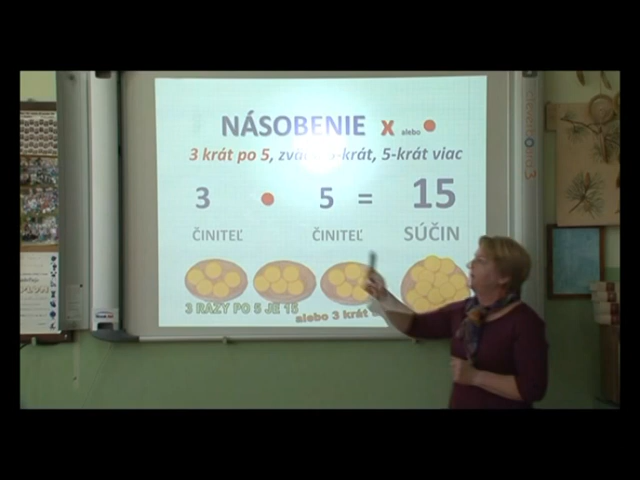 NÁSOBENIE x alebo •
3 krát po 5, 5-krát, 5-krát viac
3 • 5 = 15
ČINITEĽ ČINITEĽ SÚČIN
3 RAZY PO 5 JE 15
alebo 3 krát